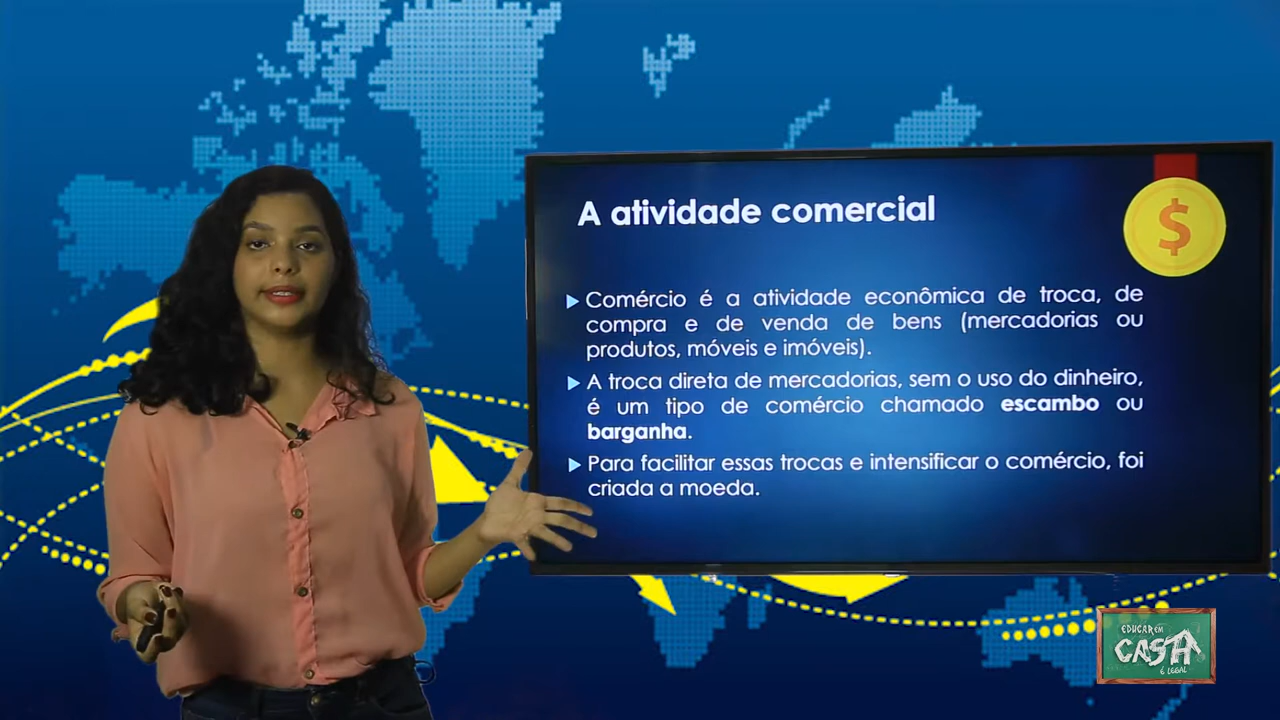 A atividade comercial
$
Comércio é a atividade econômica de troca, de
compra e de venda de bens (mercadorias ou
produtos, móveis e imóveis).
A troca direta de mercadorias, sem o uso do dinheiro,
é um tipo de comércio chamado escambo ou
barganha.
Para facilitar essas trocas e intensificar o comércio, foi
criada a moeda.
EDUCAR EM
CASA
É LEGAL